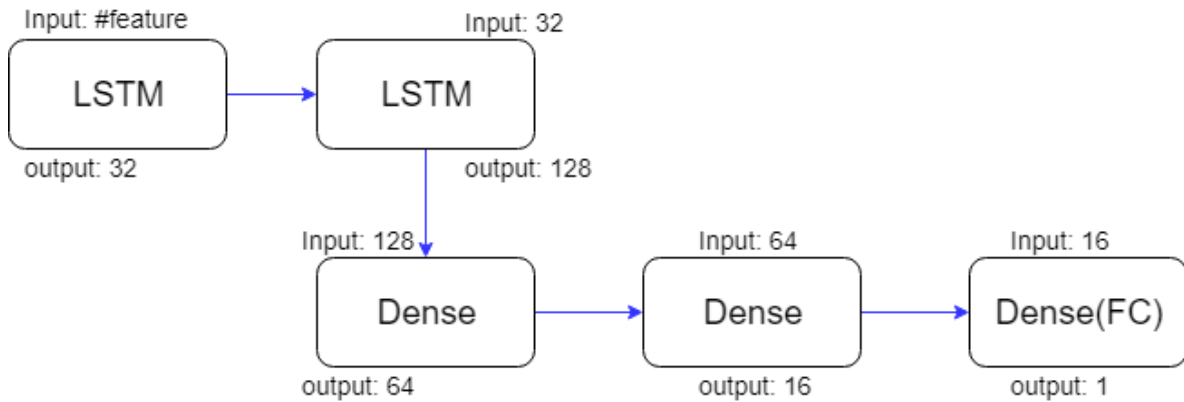 Input: #feature
LSTM
output: 32
Input: 32
LSTM
output: 128
Input: 128
Dense
output: 64
Input: 64
Dense
output: 16
Input: 16
Dense(FC)
output: 1